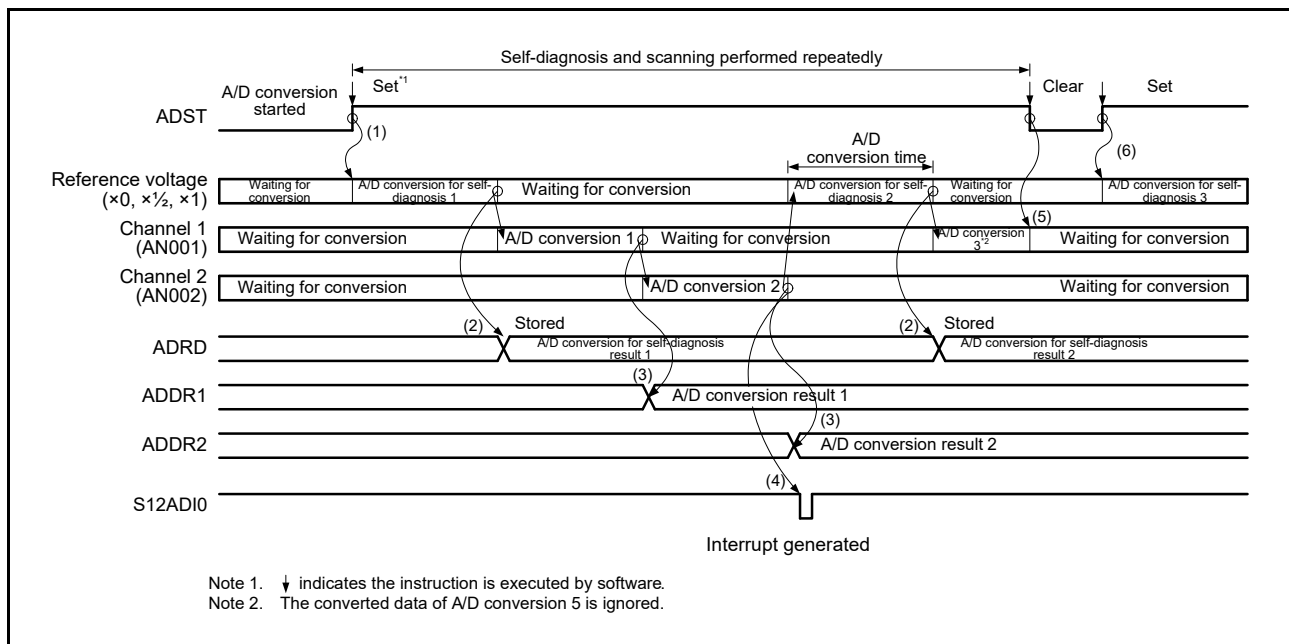 Self-diagnosis and scanning performed repeatedly
A/D conversion
started
Set*1
Clear
Set
ADST
(1)
A/D
conversion time
(6)
Reference voltage
(×0, ×½, ×1)
Waiting for
conversion
A/D conversion for self-
diagnosis 1
Waiting for conversion
A/D conversion for self-
diagnosis 2
Waiting for
conversion
A/D conversion for self-
diagnosis 3
(5)
Channel 1
(AN001)
Waiting for conversion
A/D conversion 1
Waiting for conversion
A/D conversion
3*2
Waiting for conversion
Channel 2
(AN002)
Waiting for conversion
A/D conversion 2
Waiting for conversion
(2)
Stored
(2)
Stored
ADRD
A/D conversion for self-diagnosis
result 1
A/D conversion for self-diagnosis
result 2
(3)
ADDR1
A/D conversion result 1
(3)
ADDR2
A/D conversion result 2
(4)
S12ADI0
Interrupt generated
Note 1. ↓ indicates the instruction is executed by software.
Note 2. The converted data of A/D conversion 5 is ignored.